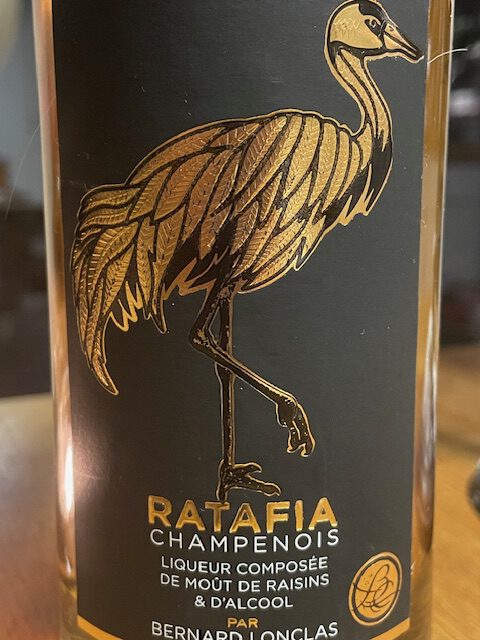 RATAFIA
CHAMPENOIS
LIQUEUR COMPOSÉE
DE MOÛT DE RAISINS
& D'ALCOOL
PAR
BERNARD LONCLAS